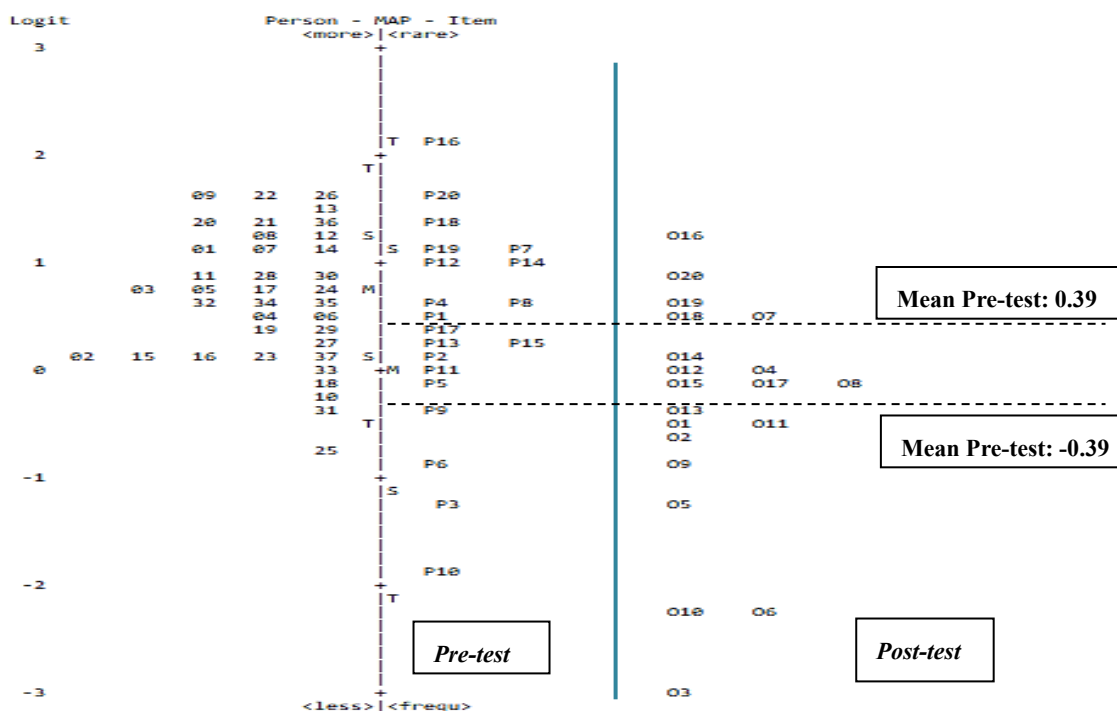 Logit Person - MAP - Item
<more>|<rare>
3 +
|T P16
2 +
T|
09 22 26 | P20
13 |
20 21 36 | P18
08 12 S| O16
01 07 14 |S P19 P7
1 + P12 P14
11 28 30 | O20
03 05 17 24 M|
32 34 35 | P4 P8 O19
Mean Pre-test: 0.39
04 06 | P1 O18 O7
19 29 | P17
27 | P13 P15
02 15 16 23 37 S| P2 O14
0 33 +M P11 O12 O4
18 | P5 O15 O17 O8
10 |
31 | P9 O13
T| O1 O11
| O2
Mean Pre-test: -0.39
25 |
| P6 O9
-1 +
|S
| P3 O5
| P10
-2 +
|T
| O10 O6
Pre-test Post-test
-3 + O3
<less>|<frequ>